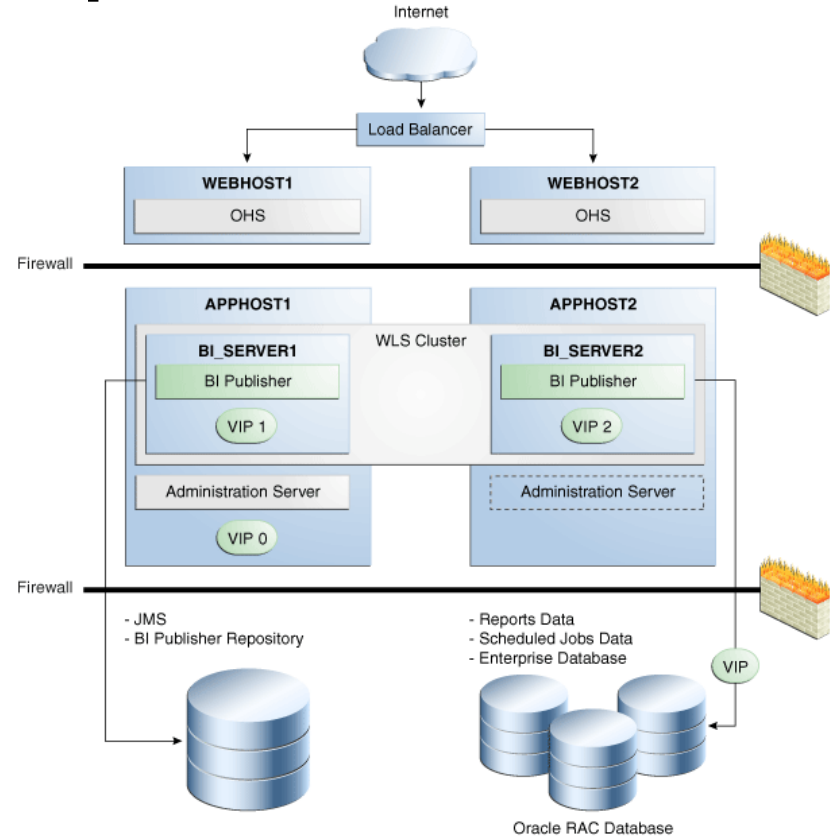 Internet
Load Balancer
WEBHOST1
OHS
WEBHOST2
OHS
Firewall
APPHOST1
APPHOST2
WLS Cluster
BI_SERVER1
BI Publisher
VIP 1
BI_SERVER2
BI Publisher
VIP 2
Administration Server
VIP 0
Administration Server
Firewall
- JMS
- BI Publisher Repository
- Reports Data
- Scheduled Jobs Data
- Enterprise Database
VIP
Oracle RAC Database